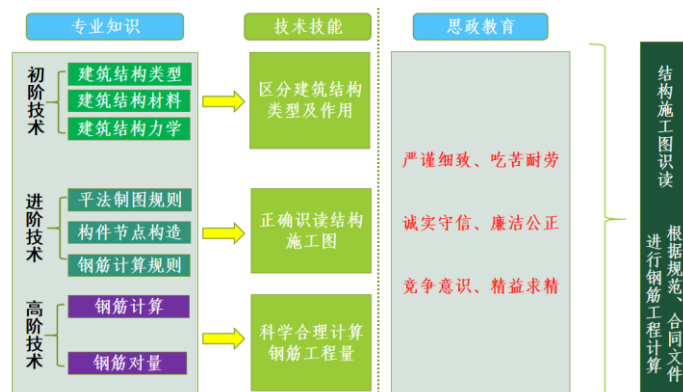 专业知识
技术技能
思政教育
初阶技术
建筑结构类型
建筑结构材料
建筑结构力学
区分建筑结构
类型及作用
进阶技术
平法制图规则
构件节点构造
钢筋计算规则
正确识读结构
施工图
高阶技术
钢筋计算
钢筋对量
科学合理计算
钢筋工程量
严谨细致、吃苦耐劳
诚实守信、廉洁公正
竞争意识、精益求精
结构施工图识读
根据规范、合同文件
进行钢筋工程计算